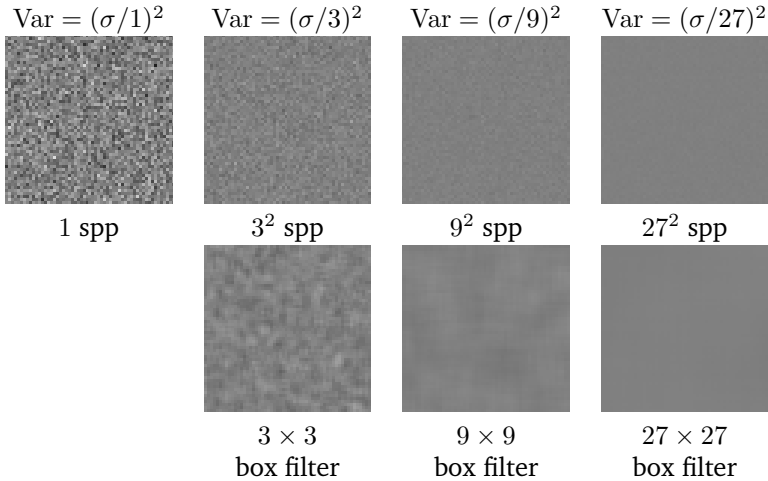 Var = (σ/1)² Var = (σ/3)² Var = (σ/9)² Var = (σ/27)²
1 spp 3² spp 9² spp 27² spp
3 × 3 9 × 9 27 × 27
box filter box filter box filter